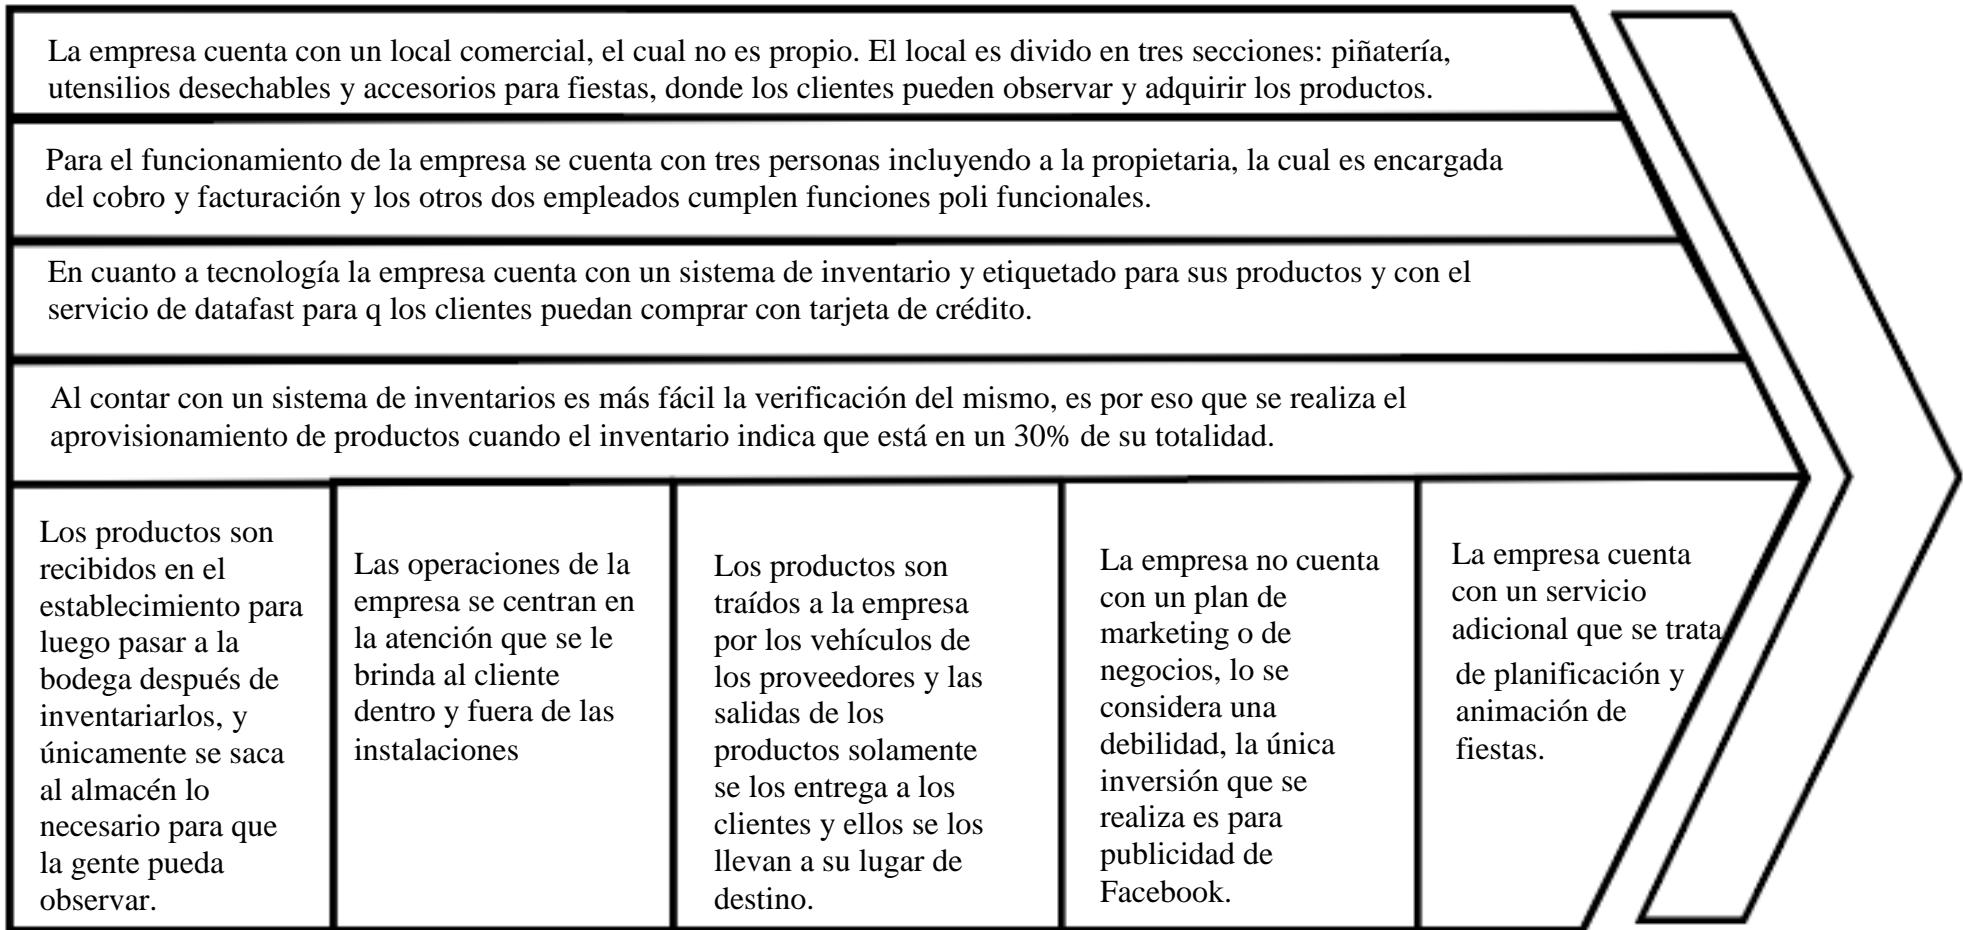 La empresa cuenta con un local comercial, el cual no es propio. El local es divido en tres secciones: piñatería,
utensilios desechables y accesorios para fiestas, donde los clientes pueden observar y adquirir los productos.
Para el funcionamiento de la empresa se cuenta con tres personas incluyendo a la propietaria, la cual es encargada
del cobro y facturación y los otros dos empleados cumplen funciones poli funcionales.
En cuanto a tecnología la empresa cuenta con un sistema de inventario y etiquetado para sus productos y con el
servicio de datafast para q los clientes puedan comprar con tarjeta de crédito.
Al contar con un sistema de inventarios es más fácil la verificación del mismo, es por eso que se realiza el
aprovisionamiento de productos cuando el inventario indica que está en un 30% de su totalidad.
Los productos son
recibidos en el
establecimiento para
luego pasar a la
bodega después de
inventariarlos, y
únicamente se saca
al almacén lo
necesario para que
la gente pueda
observar.
Las operaciones de la
empresa se centran en
la atención que se le
brinda al cliente
dentro y fuera de las
instalaciones
Los productos son
traídos a la empresa
por los vehículos de
los proveedores y las
salidas de los
productos solamente
se los entrega a los
clientes y ellos se los
llevan a su lugar de
destino.
La empresa no cuenta
con un plan de
marketing o de
negocios, lo se
considera una
debilidad, la única
inversión que se
realiza es para
publicidad de
Facebook.
La empresa cuenta
con un servicio
adicional que se trata
de planificación y
animación de
fiestas.